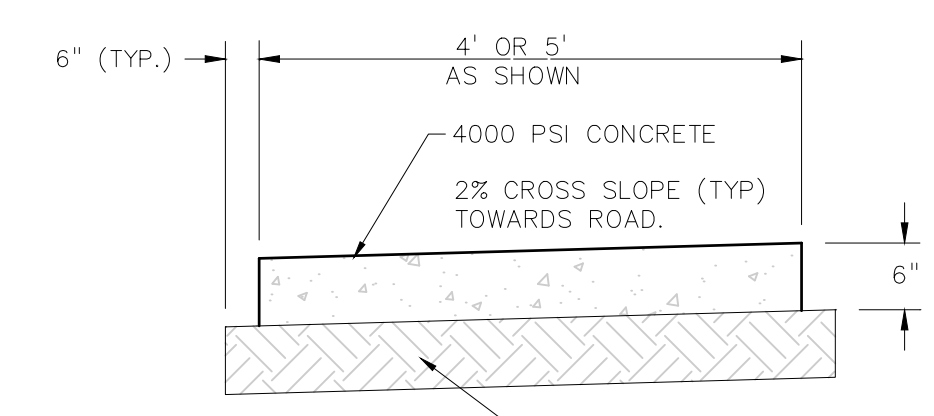 6" (TYP.)
4' OR 5'
AS SHOWN
4000 PSI CONCRETE
2% CROSS SLOPE (TYP)
TOWARDS ROAD.
6"